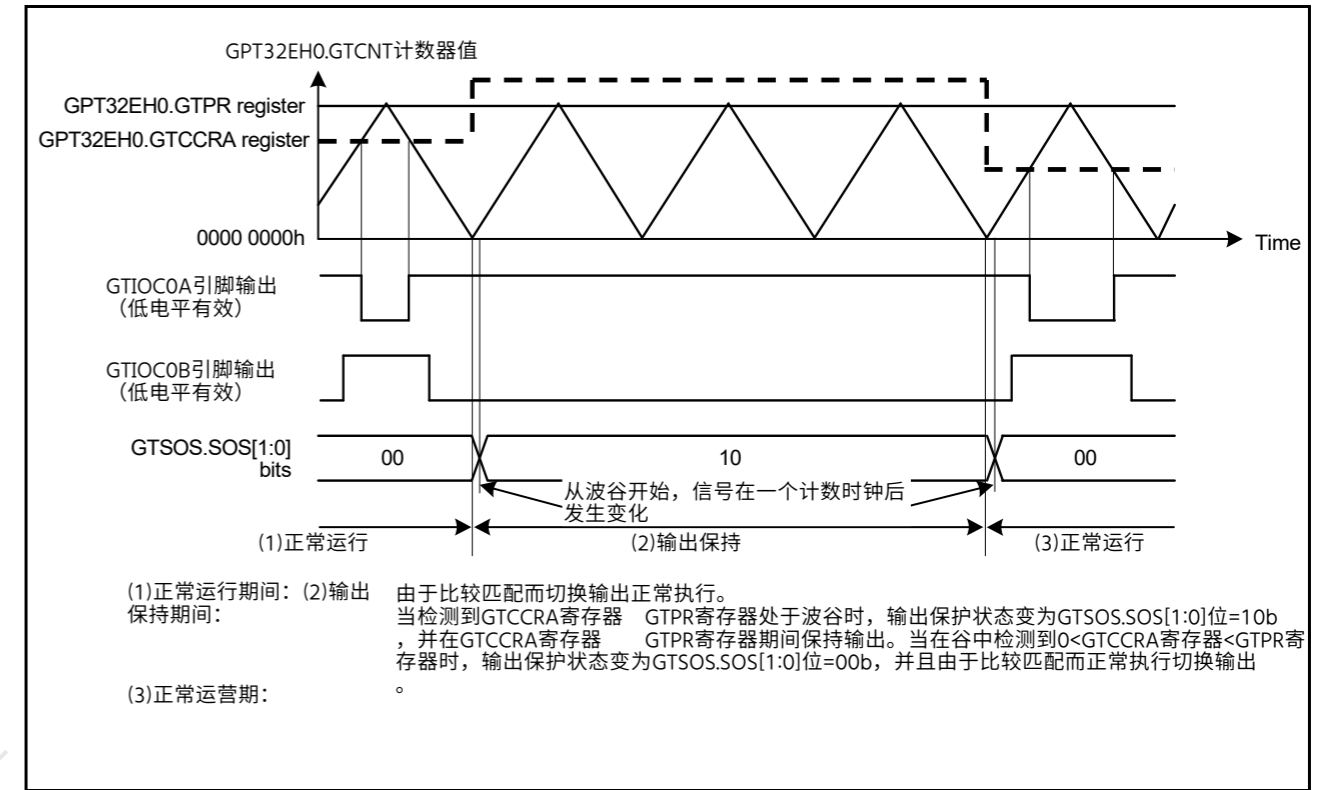 GPT32EH0.GTCNT计数器值
GPT32EH0.GTPR register
GPT32EH0.GTCCRA register
0000 0000h
Time
GTIOC0A引脚输出
（低电平有效）
GTIOC0B引脚输出
（低电平有效）
GTSOS.SOS[1:0]
bits
00
10
00
从波谷开始，信号在一个计数时钟后
发生变化
(1)正常运行
(2)输出保持
(3)正常运行
(1)正常运行期间：(2)输出
保持期间：
由于比较匹配而切换输出正常执行。
当检测到GTCCRA寄存器 GTPR寄存器处于波谷时，输出保护状态变为GTSOS.SOS[1:0]位=10b
，并在GTCCRA寄存器 GTPR寄存器期间保持输出。当在谷中检测到0<GTCCRA寄存器<GTPR寄
存器时，输出保护状态变为GTSOS.SOS[1:0]位=00b，并且由于比较匹配而正常执行切换输出
。
(3)正常运营期：